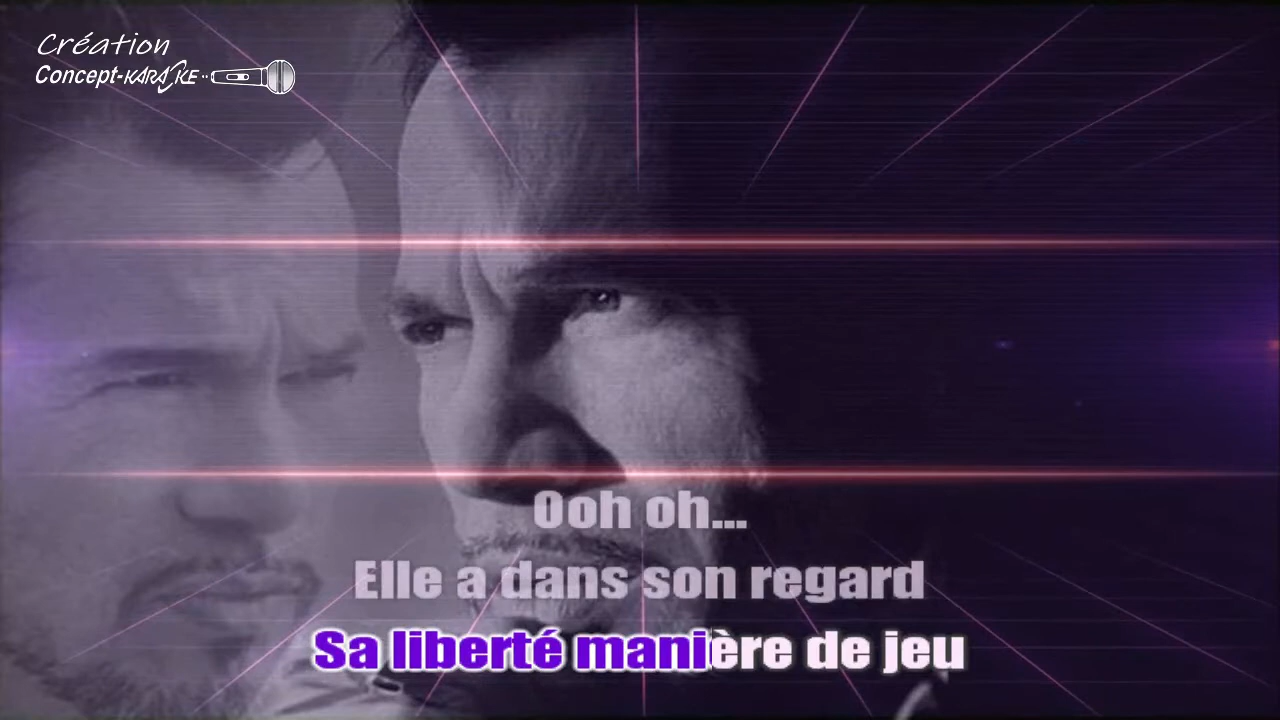 Création
Concept-KARAOKE
Ooh oh...
Elle a dans son regard
Sa liberté manière de jeu